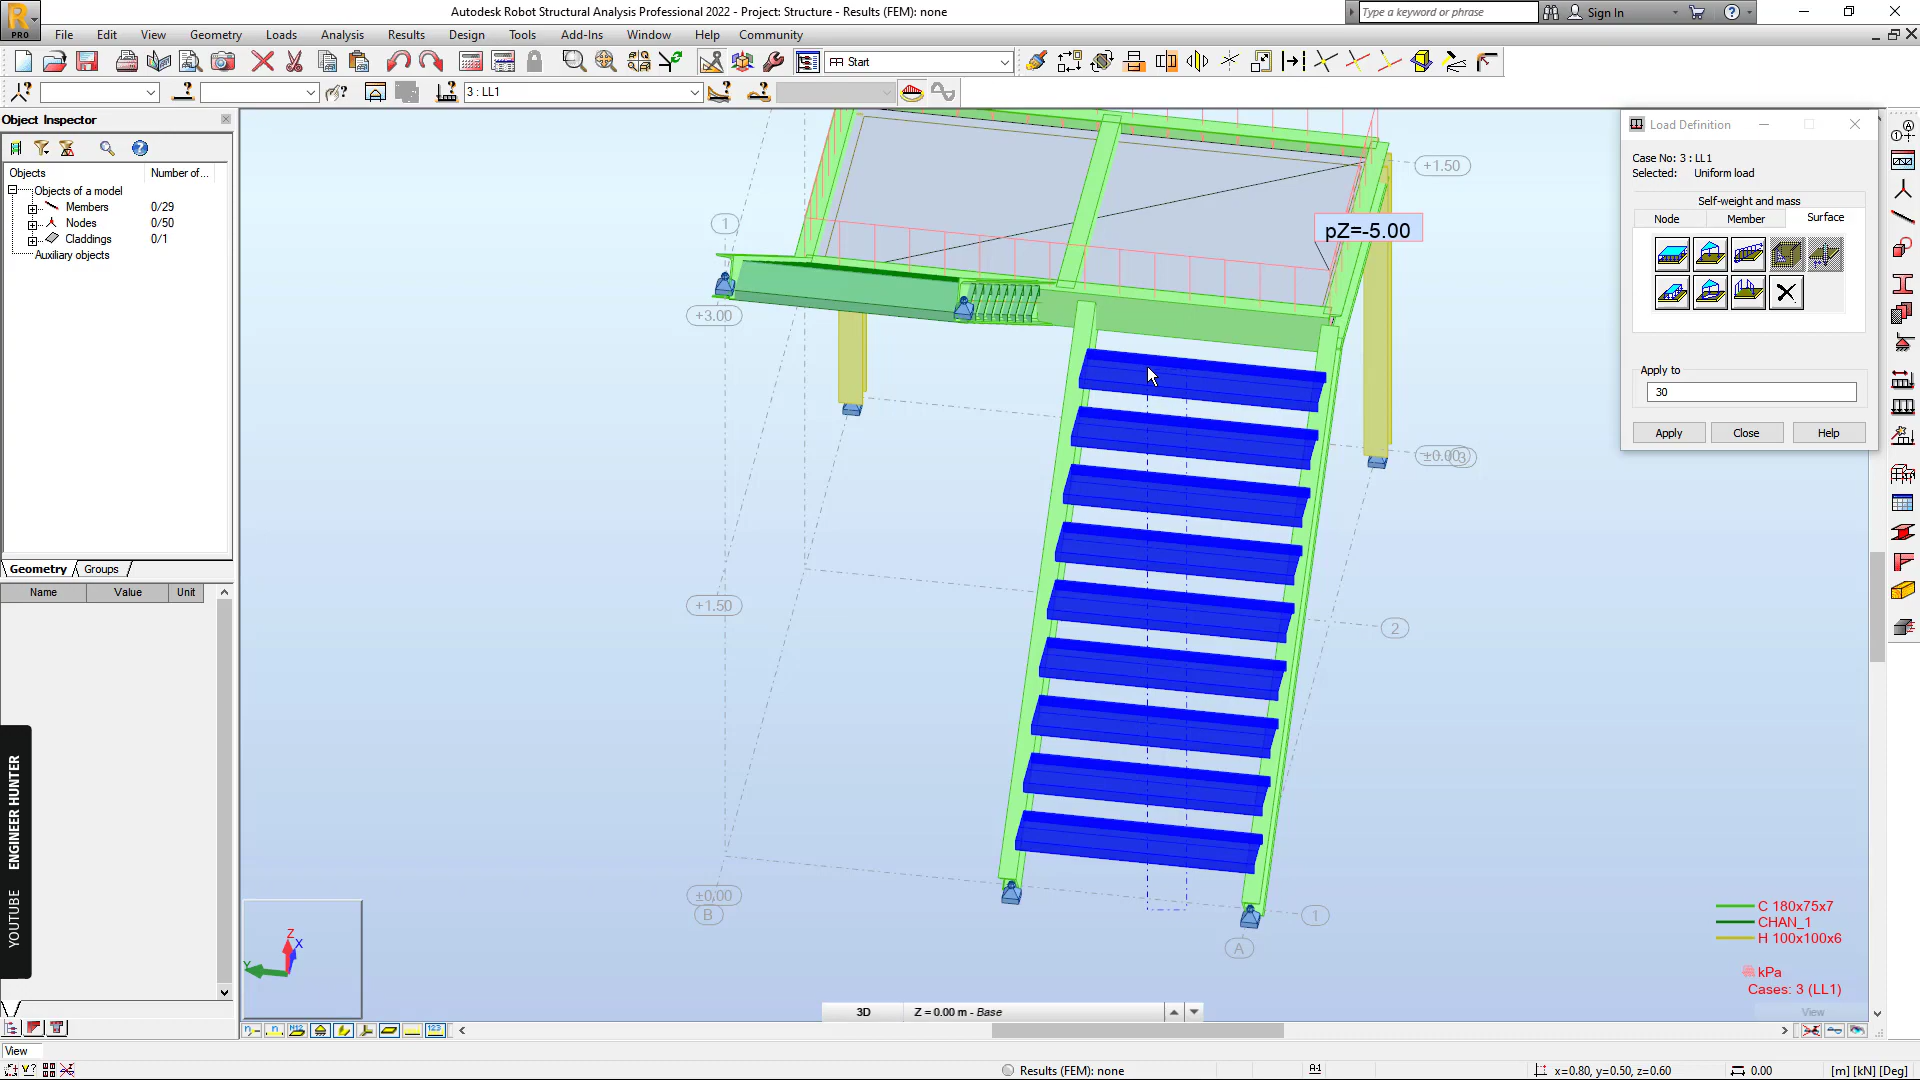 Autodesk Robot Structural Analysis Professional 2022 - Project: Structure - Results (FEM): none
Type a keyword or phrase
Sign In
PRO
File Edit View Geometry Loads Analysis Results Design Tools Add-Ins Window Help Community
Start
3 : LL1
Object Inspector
Objects Number of...
Objects of a model
Members 0/29
Nodes 0/50
Claddings 0/1
Auxiliary objects
Geometry Groups
Name Value Unit
YOUTUBE ENGINEER HUNTER
Load Definition
Case No: 3 : LL1
Selected: Uniform load
Self-weight and mass
Node Member Surface
Apply to
30
Apply Close Help
+1.50
1
pZ=-5.00
+3.00
±0.00
3
+1.50
2
±0.00
B
1
A
C 180x75x7
CHAN_1
H 100x100x6
kPa
Cases: 3 (LL1)
Z
X
Y
3D Z = 0.00 m - Base
View
View
Results (FEM): none
x=0.80, y=0.50, z=0.60
0.00
[m] [kN] [Deg]